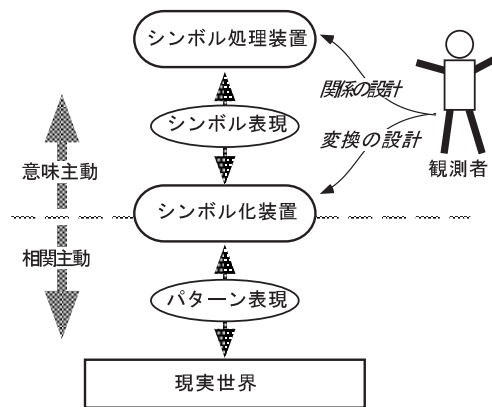 シンボル処理装置
関係の設計
シンボル表現
変換の設計
観測者
意味主動
シンボル化装置
相関主動
パターン表現
現実世界